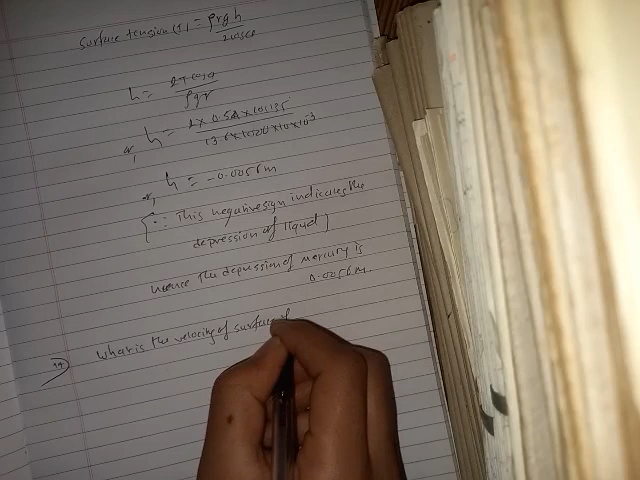 Surface tension (T) = ρrgh / 2cosθ
h = 2Tcosθ / ρgr
or, h = 2 × 0.54 × cos135 / 13.6 × 1000 × 10 × 10⁻³
or, h = -0.0056m
[∵ This negative sign indicates the
depression of liquid]
Hence the depression of mercury is
0.0056m.
What is the velocity of surface of